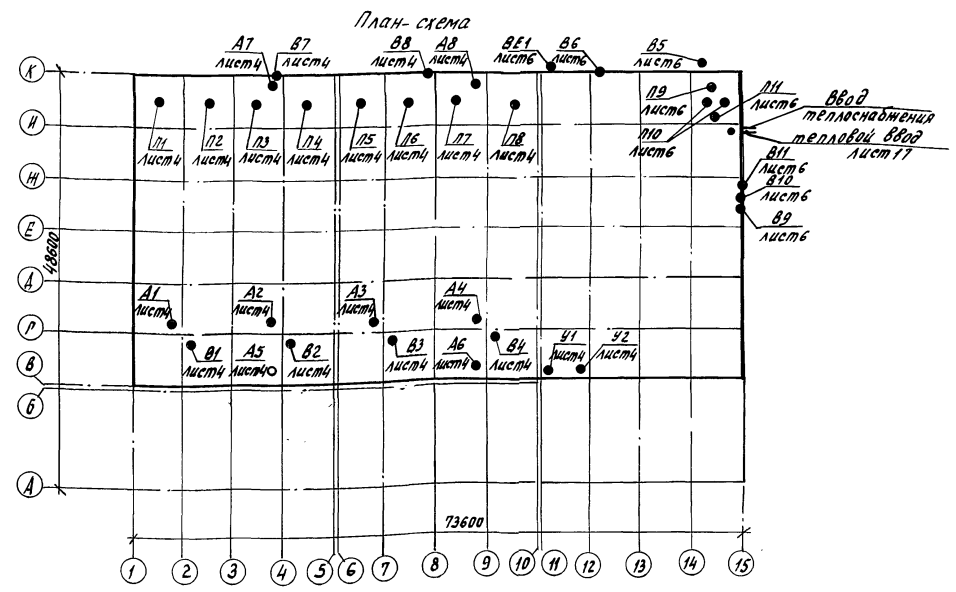 План-схема
А7
лист4
В7
лист4
В8
лист4
А8
лист4
ВЕ1
лист6
В6
лист6
В5
лист6
К
П9
лист6
П11
лист6
Ввод
теплоснабжения
И
П1
лист4
П2
лист4
П3
лист4
П4
лист4
П5
лист4
П6
лист4
П7
лист4
П8
лист4
П10
лист6
тепловой ввод
лист 17
Ж
В11
лист6
В10
лист6
В9
лист6
Е
48600
Д
А1
лист4
А2
лист4
А3
лист4
А4
лист4
Г
В1
лист4
А5
лист4
В2
лист4
В3
лист4
А6
лист4
В4
лист4
У1
лист4
У2
лист4
В
Б
А
73600
1 2 3 4 5 6 7 8 9 10 11 12 13 14 15